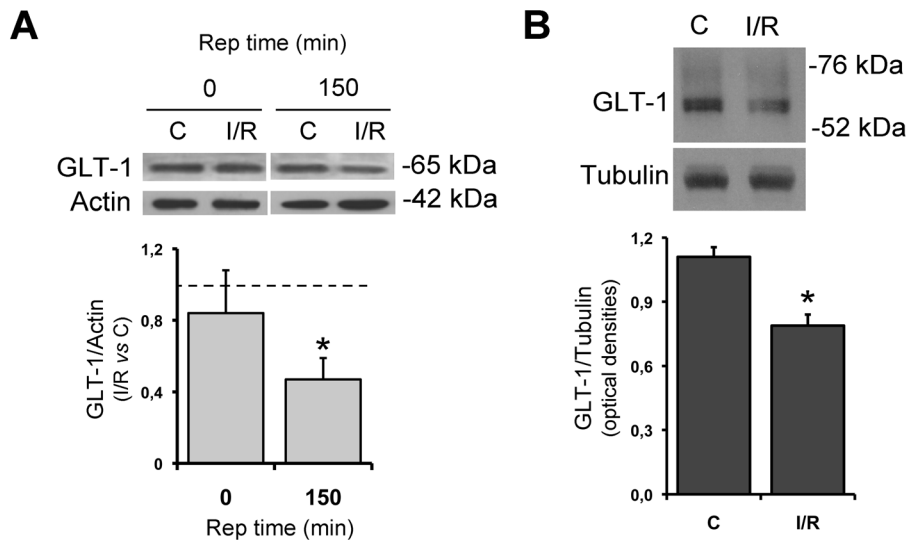 A
Rep time (min)
0 150
C I/R C I/R
GLT-1 -65 kDa
Actin -42 kDa
1,2
0,8
0,4
0
GLT-1/Actin
(I/R vs C)
*
0 150
Rep time (min)
B
C I/R
-76 kDa
GLT-1
-52 kDa
Tubulin
1,2
0,9
0,6
0,3
0,0
GLT-1/Tubulin
(optical densities)
*
C I/R